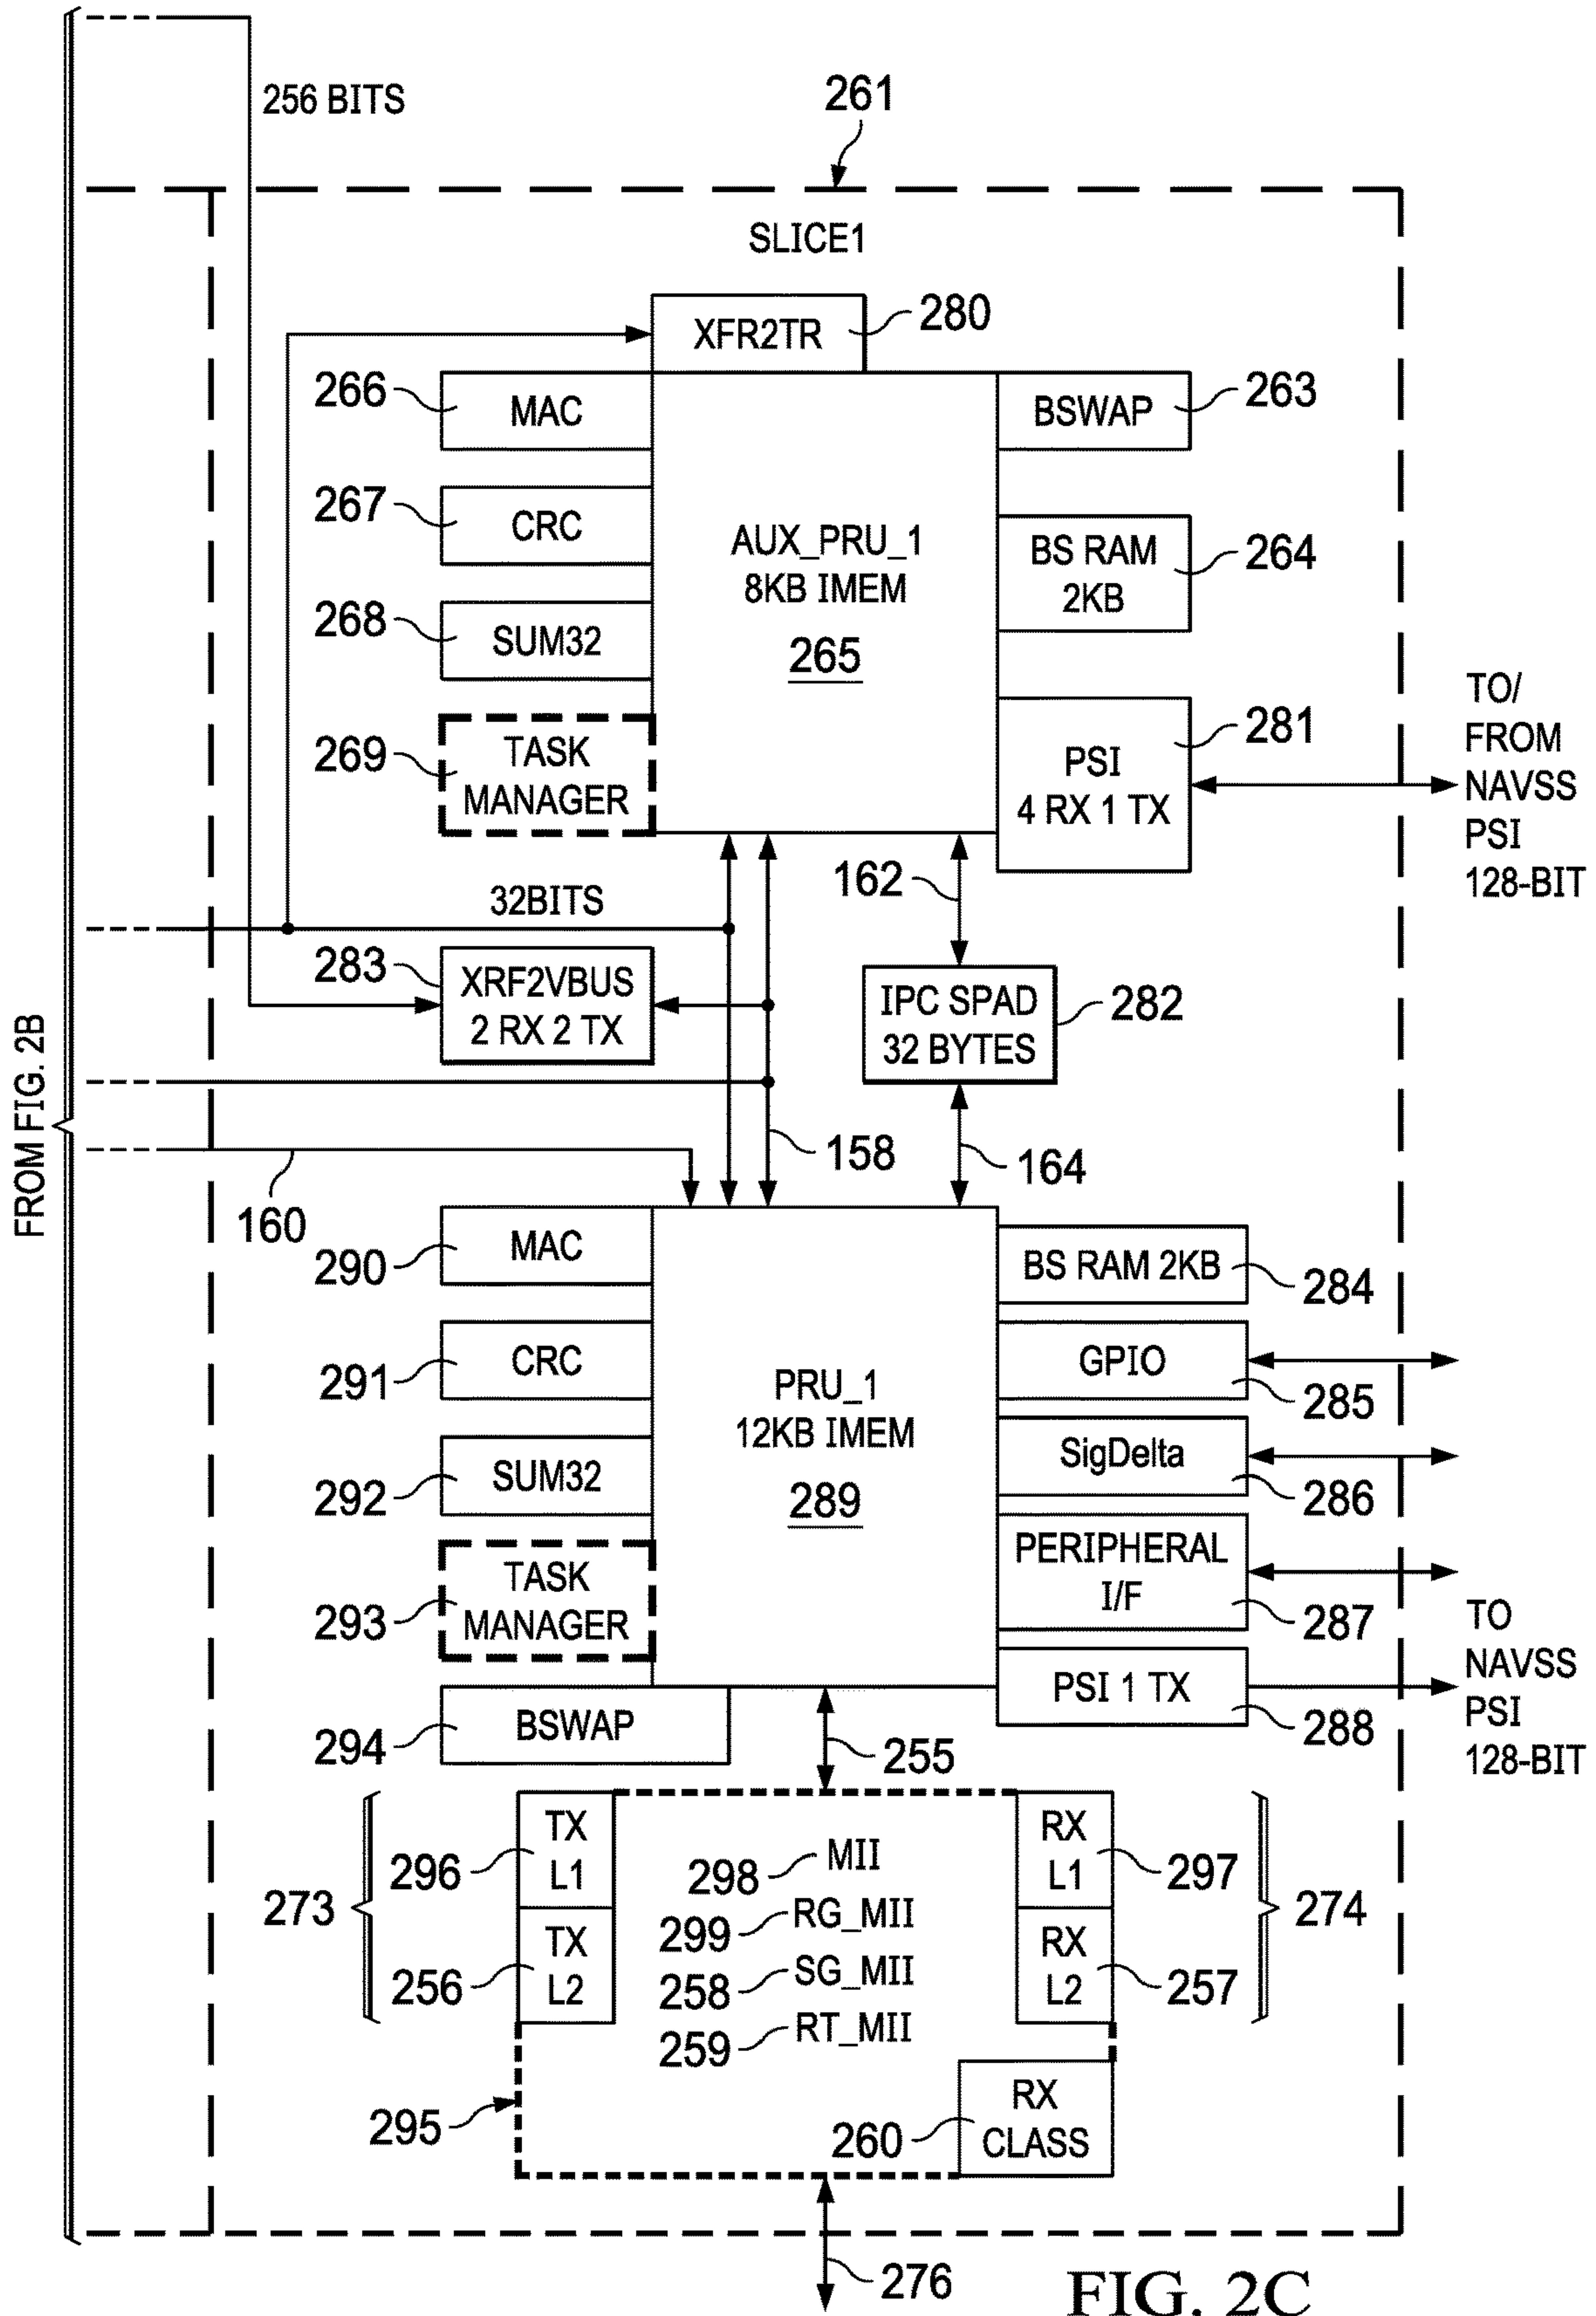 256 BITS
261
SLICE1
XFR2TR
280
266
MAC
BSWAP
263
267
CRC
AUX_PRU_1
8KB IMEM
265
BS RAM
2KB
264
268
SUM32
269
TASK
MANAGER
PSI
4 RX 1 TX
281
TO/
FROM
NAVSS
PSI
128-BIT
162
32BITS
283
XRF2VBUS
2 RX 2 TX
IPC SPAD
32 BYTES
282
FROM FIG. 2B
158
164
160
290
MAC
BS RAM 2KB
284
291
CRC
PRU_1
12KB IMEM
289
GPIO
285
292
SUM32
SigDelta
286
293
TASK
MANAGER
PERIPHERAL
I/F
287
294
BSWAP
PSI 1 TX
288
TO
NAVSS
PSI
128-BIT
255
273
296
TX
L1
256
TX
L2
298 MII
299 RG_MII
258 SG_MII
259 RT_MII
RX
L1
297
RX
L2
257
274
295
260
RX
CLASS
276
FIG. 2C